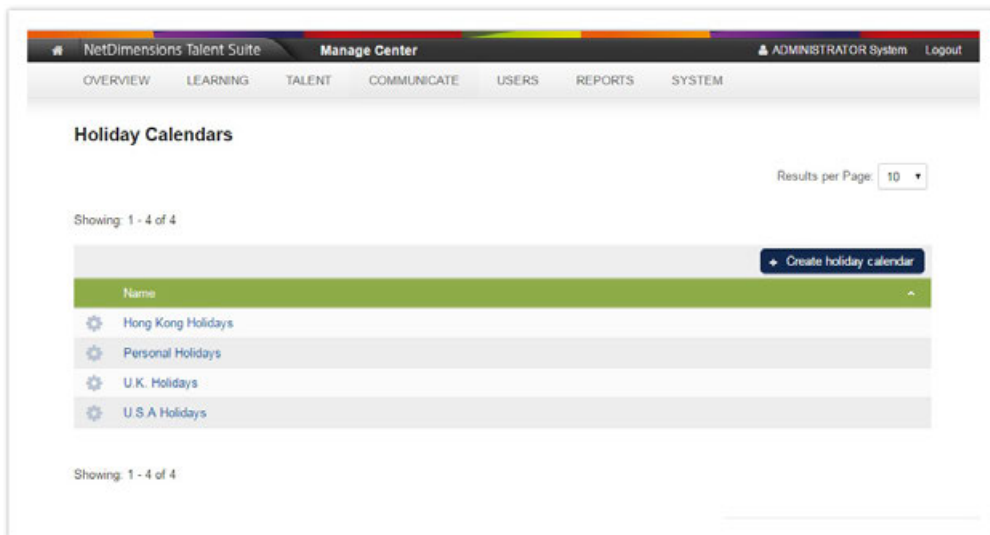 NetDimensions Talent Suite Manage Center ADMINISTRATOR System Logout
OVERVIEW LEARNING TALENT COMMUNICATE USERS REPORTS SYSTEM
Holiday Calendars
Results per Page: 10
Showing: 1 - 4 of 4
+ Create holiday calendar
Name
Hong Kong Holidays
Personal Holidays
U.K. Holidays
U.S.A Holidays
Showing: 1 - 4 of 4